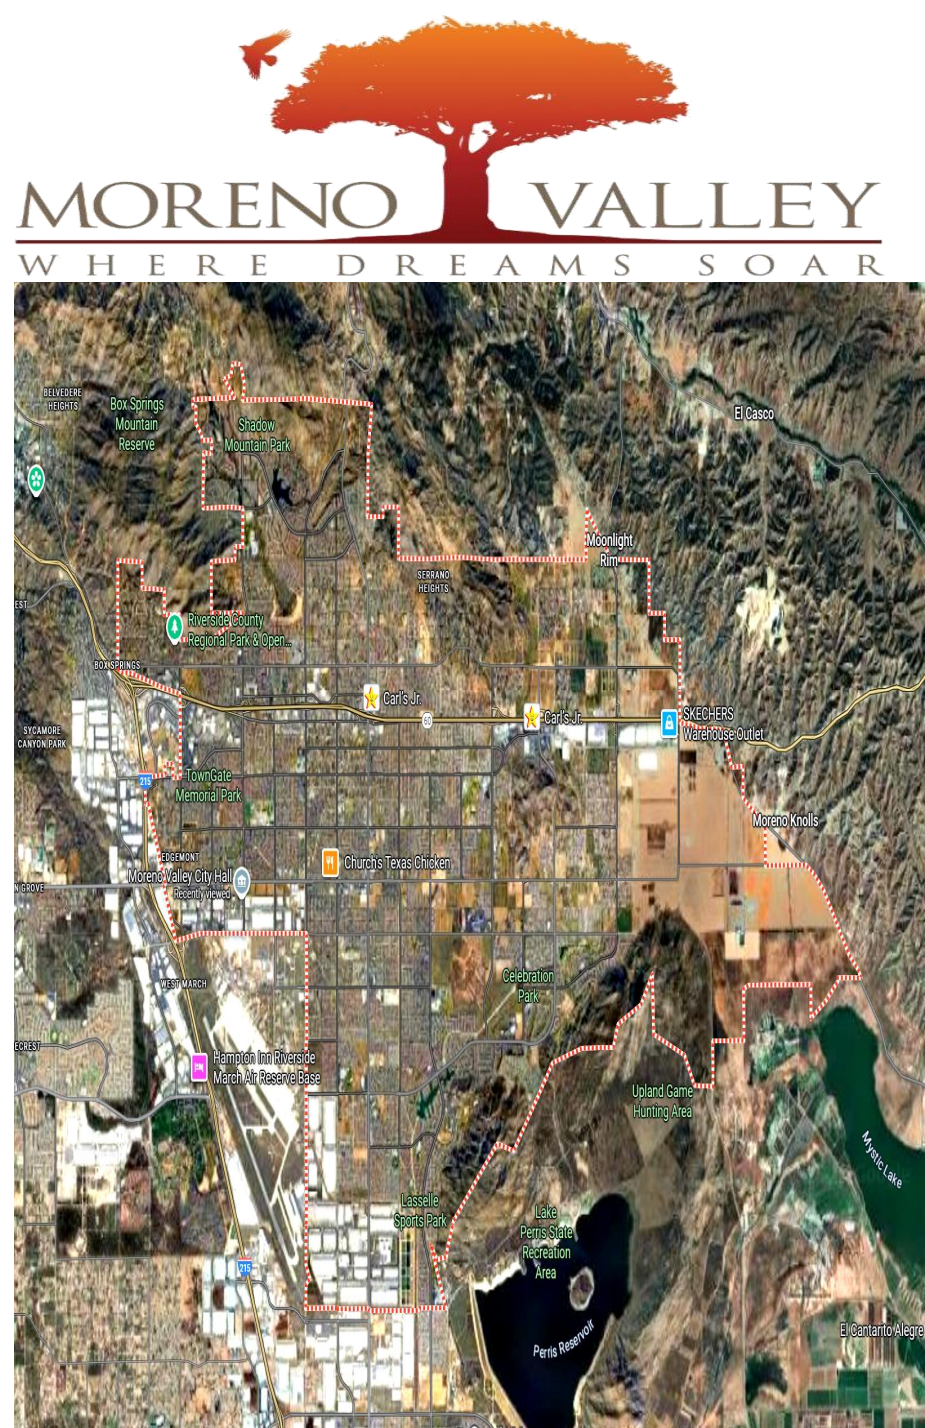 MORENO VALLEY
WHERE DREAMS SOAR
BELVEDERE
HEIGHTS
Box Springs
Mountain
Reserve
Shadow
Mountain Park
El Casco
Moonlight
Rim
SERRANO
HEIGHTS
EST
Riverside County
Regional Park & Open...
BOX SPRINGS
Carl's Jr.
60
Carl's Jr.
SKECHERS
Warehouse Outlet
SYCAMORE
CANYON PARK
215
TownGate
Memorial Park
Moreno Knolls
EDGEMONT
Church's Texas Chicken
Moreno Valley City Hall
Recently viewed
N GROVE
WEST MARCH
Celebration
Park
ECREST
Hampton Inn Riverside
March Air Reserve Base
Upland Game
Hunting Area
Mystic Lake
Lasselle
Sports Park
Lake
Perris State
Recreation
Area
215
Perris Reservoir
El Cantarito Alegre